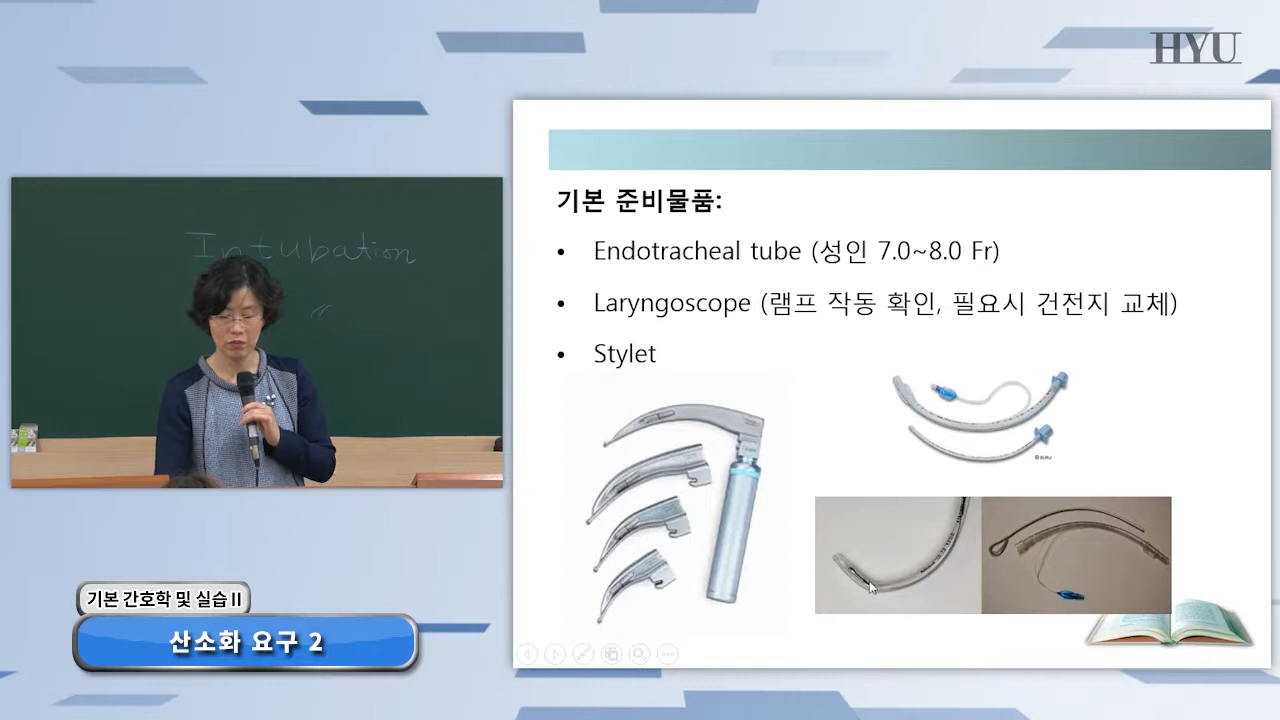 HYU
Intubation
기본 준비물품:
• Endotracheal tube (성인 7.0~8.0 Fr)
• Laryngoscope (램프 작동 확인, 필요시 건전지 교체)
• Stylet
기본 간호학 및 실습 II
산소화 요구 2